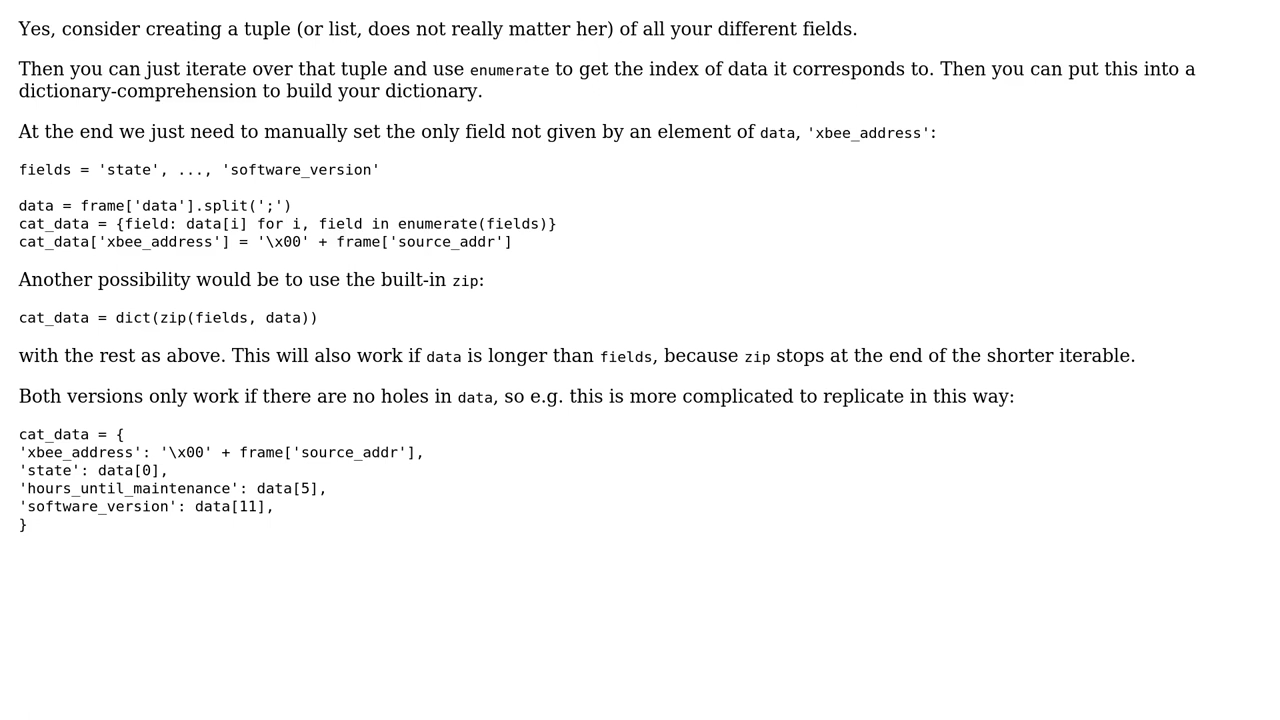 Yes, consider creating a tuple (or list, does not really matter her) of all your different fields.
Then you can just iterate over that tuple and use enumerate to get the index of data it corresponds to. Then you can put this into a
dictionary-comprehension to build your dictionary.
At the end we just need to manually set the only field not given by an element of data, 'xbee_address':
fields = 'state', ..., 'software_version'
data = frame['data'].split(';')
cat_data = {field: data[i] for i, field in enumerate(fields)}
cat_data['xbee_address'] = '\x00' + frame['source_addr']
Another possibility would be to use the built-in zip:
cat_data = dict(zip(fields, data))
with the rest as above. This will also work if data is longer than fields, because zip stops at the end of the shorter iterable.
Both versions only work if there are no holes in data, so e.g. this is more complicated to replicate in this way:
cat_data = {
'xbee_address': '\x00' + frame['source_addr'],
'state': data[0],
'hours_until_maintenance': data[5],
'software_version': data[11],
}